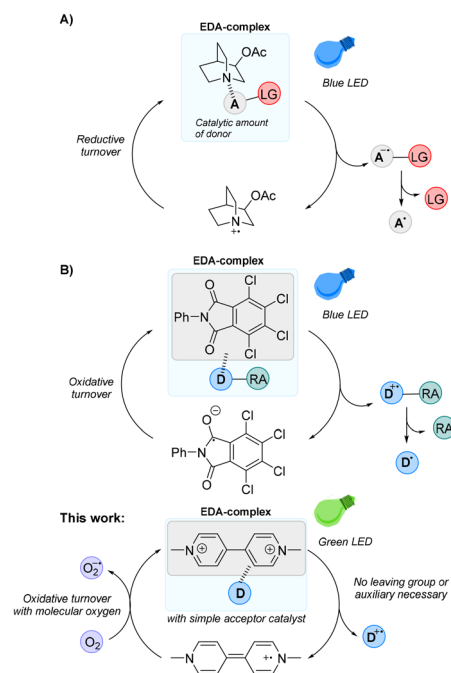 A)
EDA-complex
OAc
N
A
LG
Catalytic amount
of donor
Blue LED
Reductive
turnover
OAc
N
+•
A−•
LG
LG
A•
B)
EDA-complex
O
Cl
Cl
Ph−N
Cl
O
Cl
D
RA
Blue LED
Oxidative
turnover
O⊖
Cl
Cl
Ph−N
Cl
O
Cl
D+•
RA
RA
D•
This work:
EDA-complex
N
+
+
N
D
with simple acceptor catalyst
Green LED
O2−•
Oxidative turnover
with molecular oxygen
O2
No leaving group or
auxiliary necessary
D+•
N
+•
N